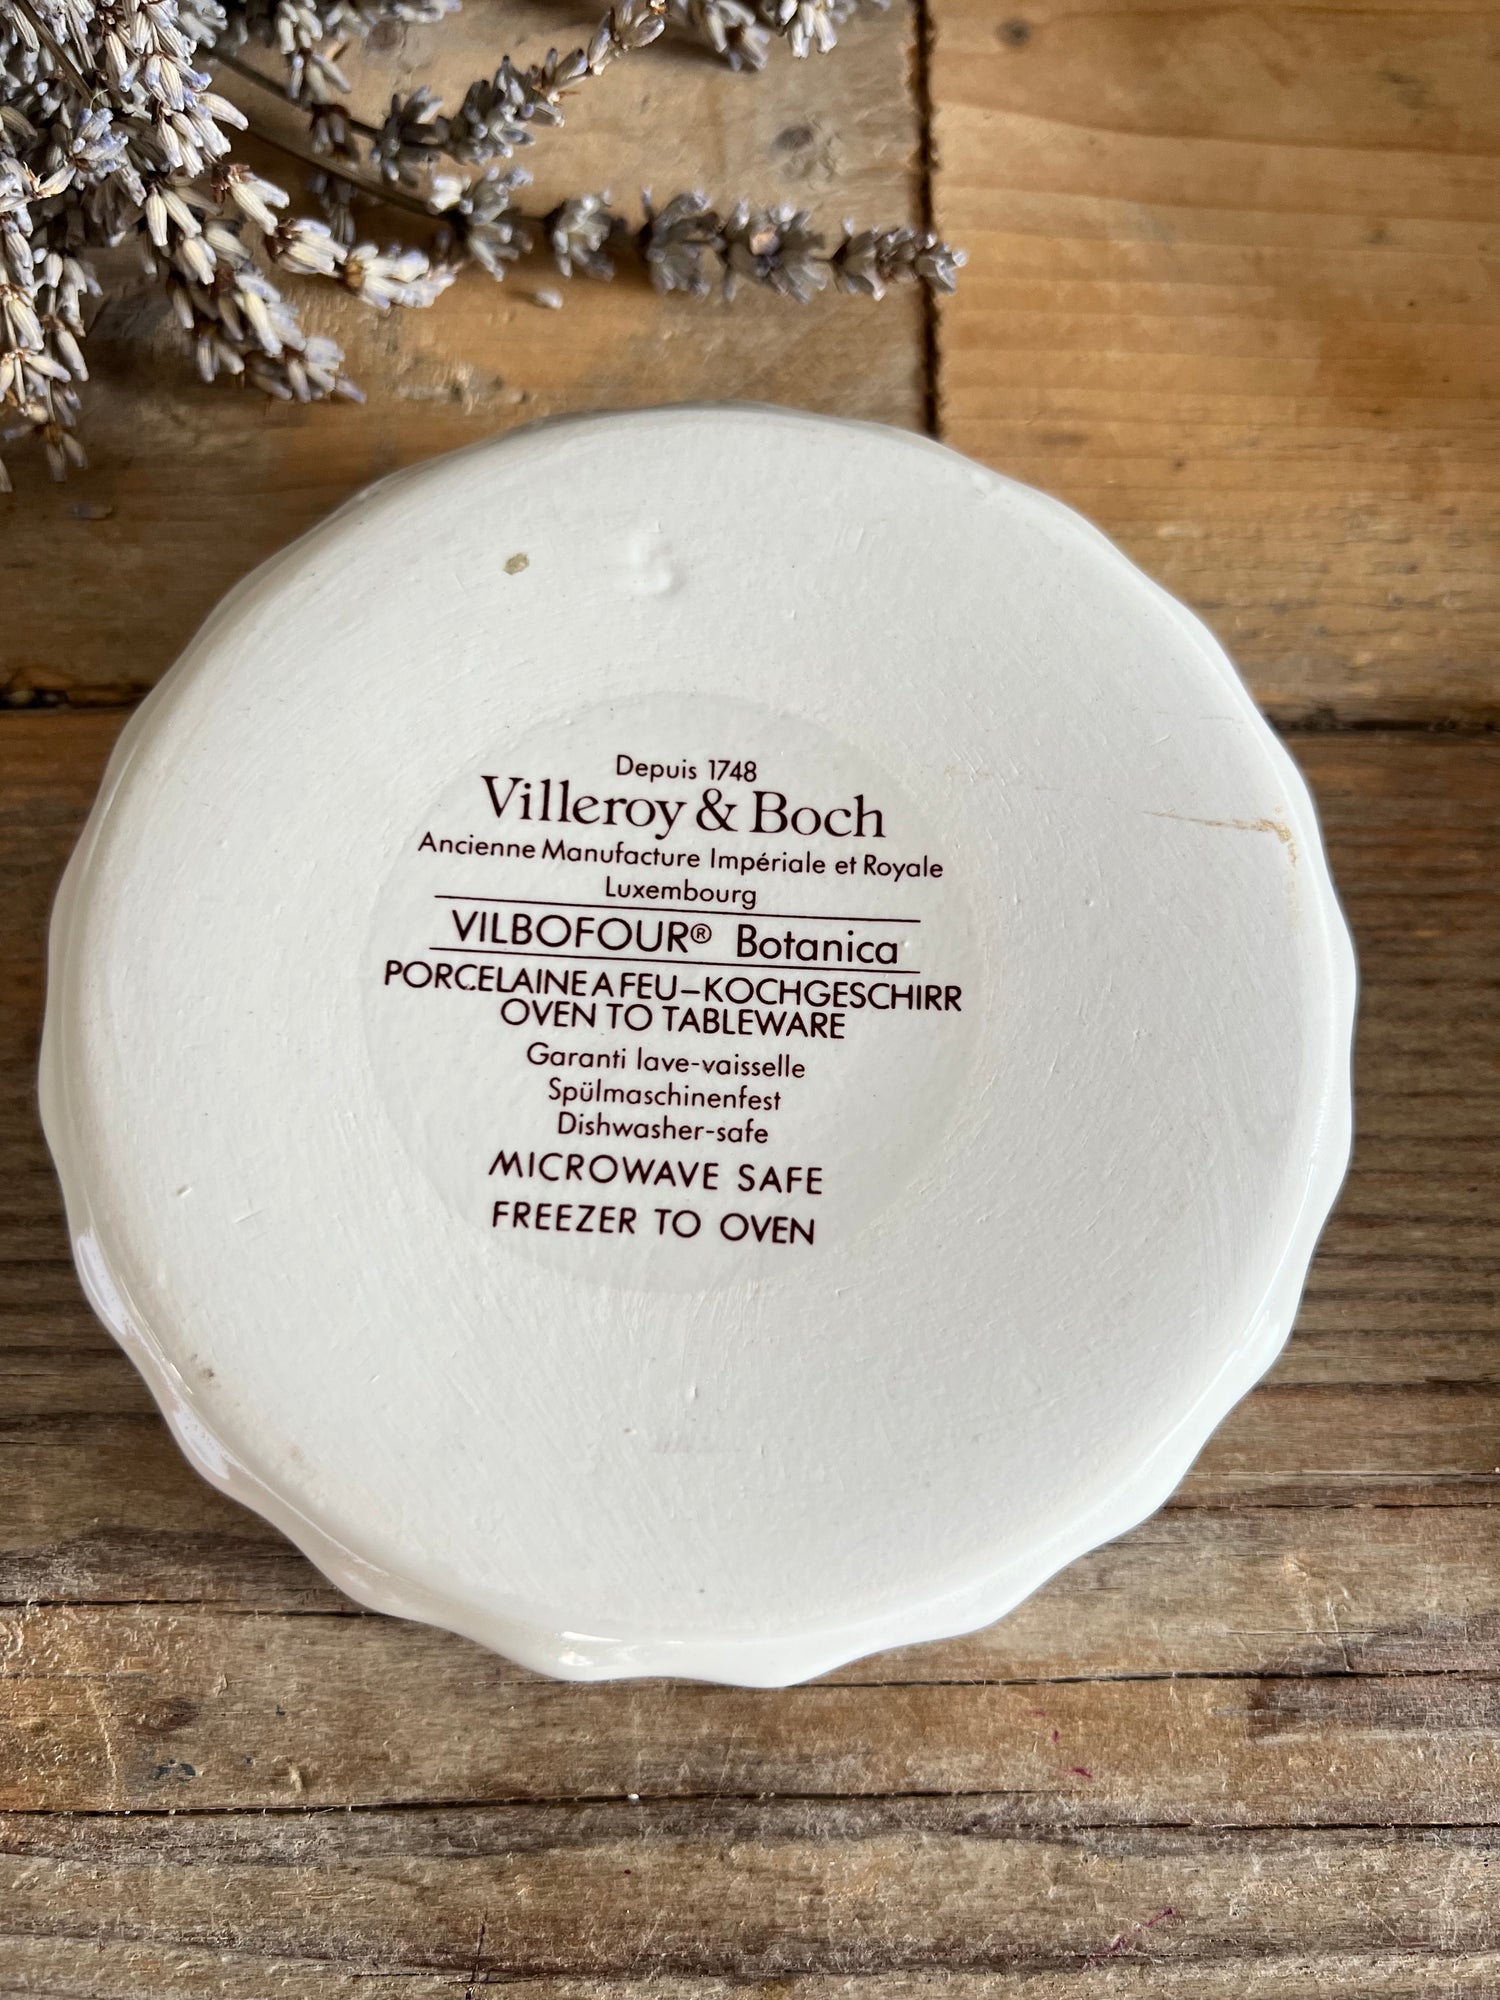 Depuis 1748
Villeroy & Boch
Ancienne Manufacture Impériale et Royale
Luxembourg
VILBOFOUR® Botanica
PORCELAINE A FEU–KOCHGESCHIRR
OVEN TO TABLEWARE
Garanti lave-vaisselle
Spülmaschinenfest
Dishwasher-safe
MICROWAVE SAFE
FREEZER TO OVEN